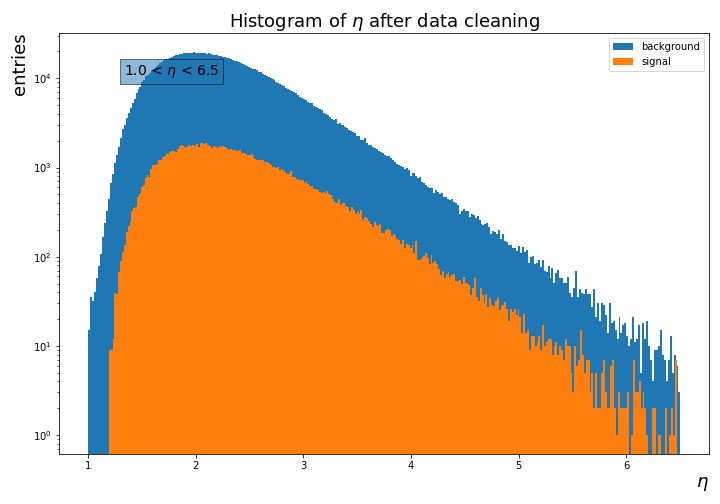 Histogram of η after data cleaning
entries
background
signal
1.0 < η < 6.5
10⁴
10³
10²
10¹
10⁰
1 2 3 4 5 6
η